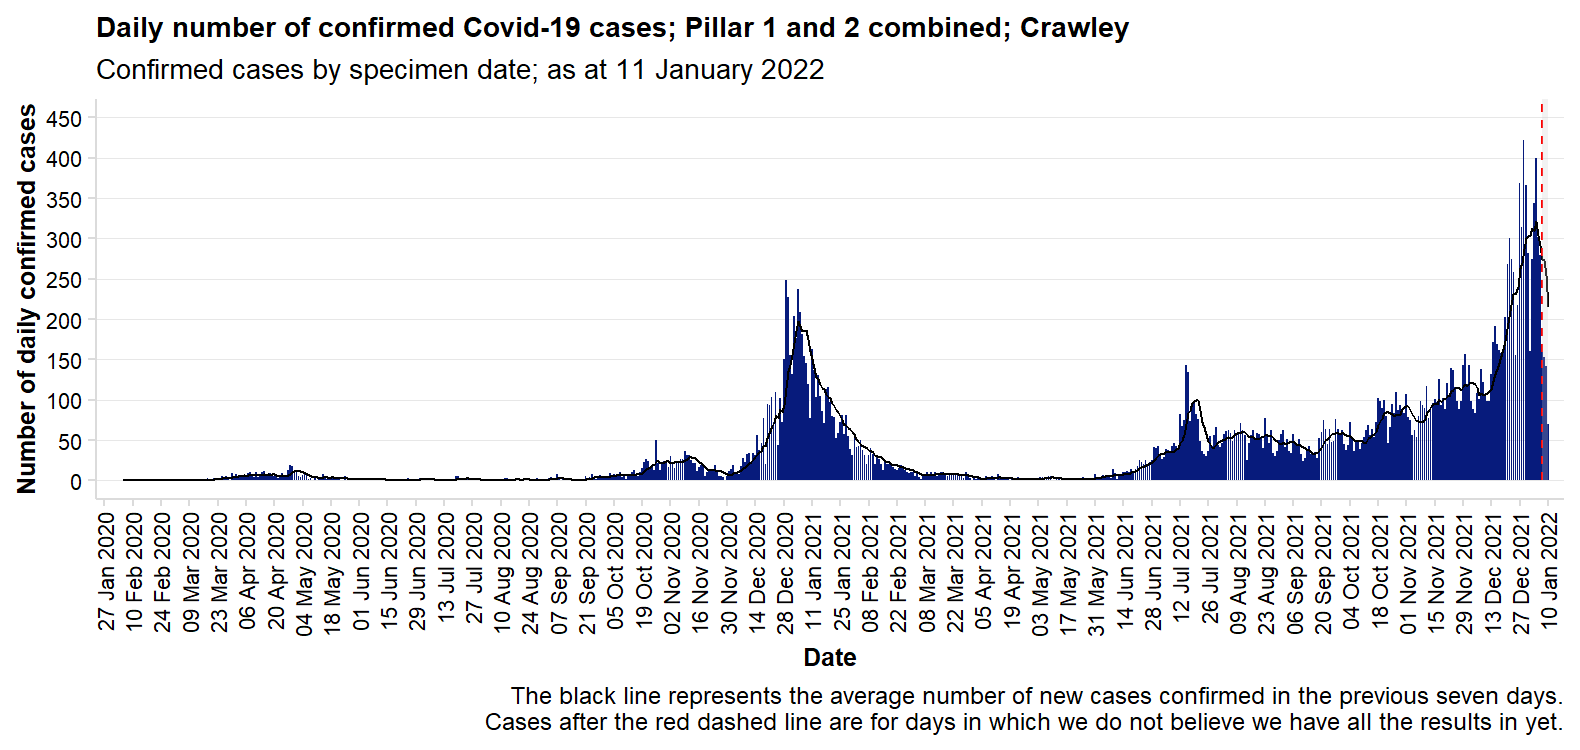 Daily number of confirmed Covid-19 cases; Pillar 1 and 2 combined; Crawley
Confirmed cases by specimen date; as at 11 January 2022
Number of daily confirmed cases
450
400
350
300
250
200
150
100
50
0
27 Jan 2020
10 Feb 2020
24 Feb 2020
09 Mar 2020
23 Mar 2020
06 Apr 2020
20 Apr 2020
04 May 2020
18 May 2020
01 Jun 2020
15 Jun 2020
29 Jun 2020
13 Jul 2020
27 Jul 2020
10 Aug 2020
24 Aug 2020
07 Sep 2020
21 Sep 2020
05 Oct 2020
19 Oct 2020
02 Nov 2020
16 Nov 2020
30 Nov 2020
14 Dec 2020
28 Dec 2020
11 Jan 2021
25 Jan 2021
08 Feb 2021
22 Feb 2021
08 Mar 2021
22 Mar 2021
05 Apr 2021
19 Apr 2021
03 May 2021
17 May 2021
31 May 2021
14 Jun 2021
28 Jun 2021
12 Jul 2021
26 Jul 2021
09 Aug 2021
23 Aug 2021
06 Sep 2021
20 Sep 2021
04 Oct 2021
18 Oct 2021
01 Nov 2021
15 Nov 2021
29 Nov 2021
13 Dec 2021
27 Dec 2021
10 Jan 2022
Date
The black line represents the average number of new cases confirmed in the previous seven days.
Cases after the red dashed line are for days in which we do not believe we have all the results in yet.